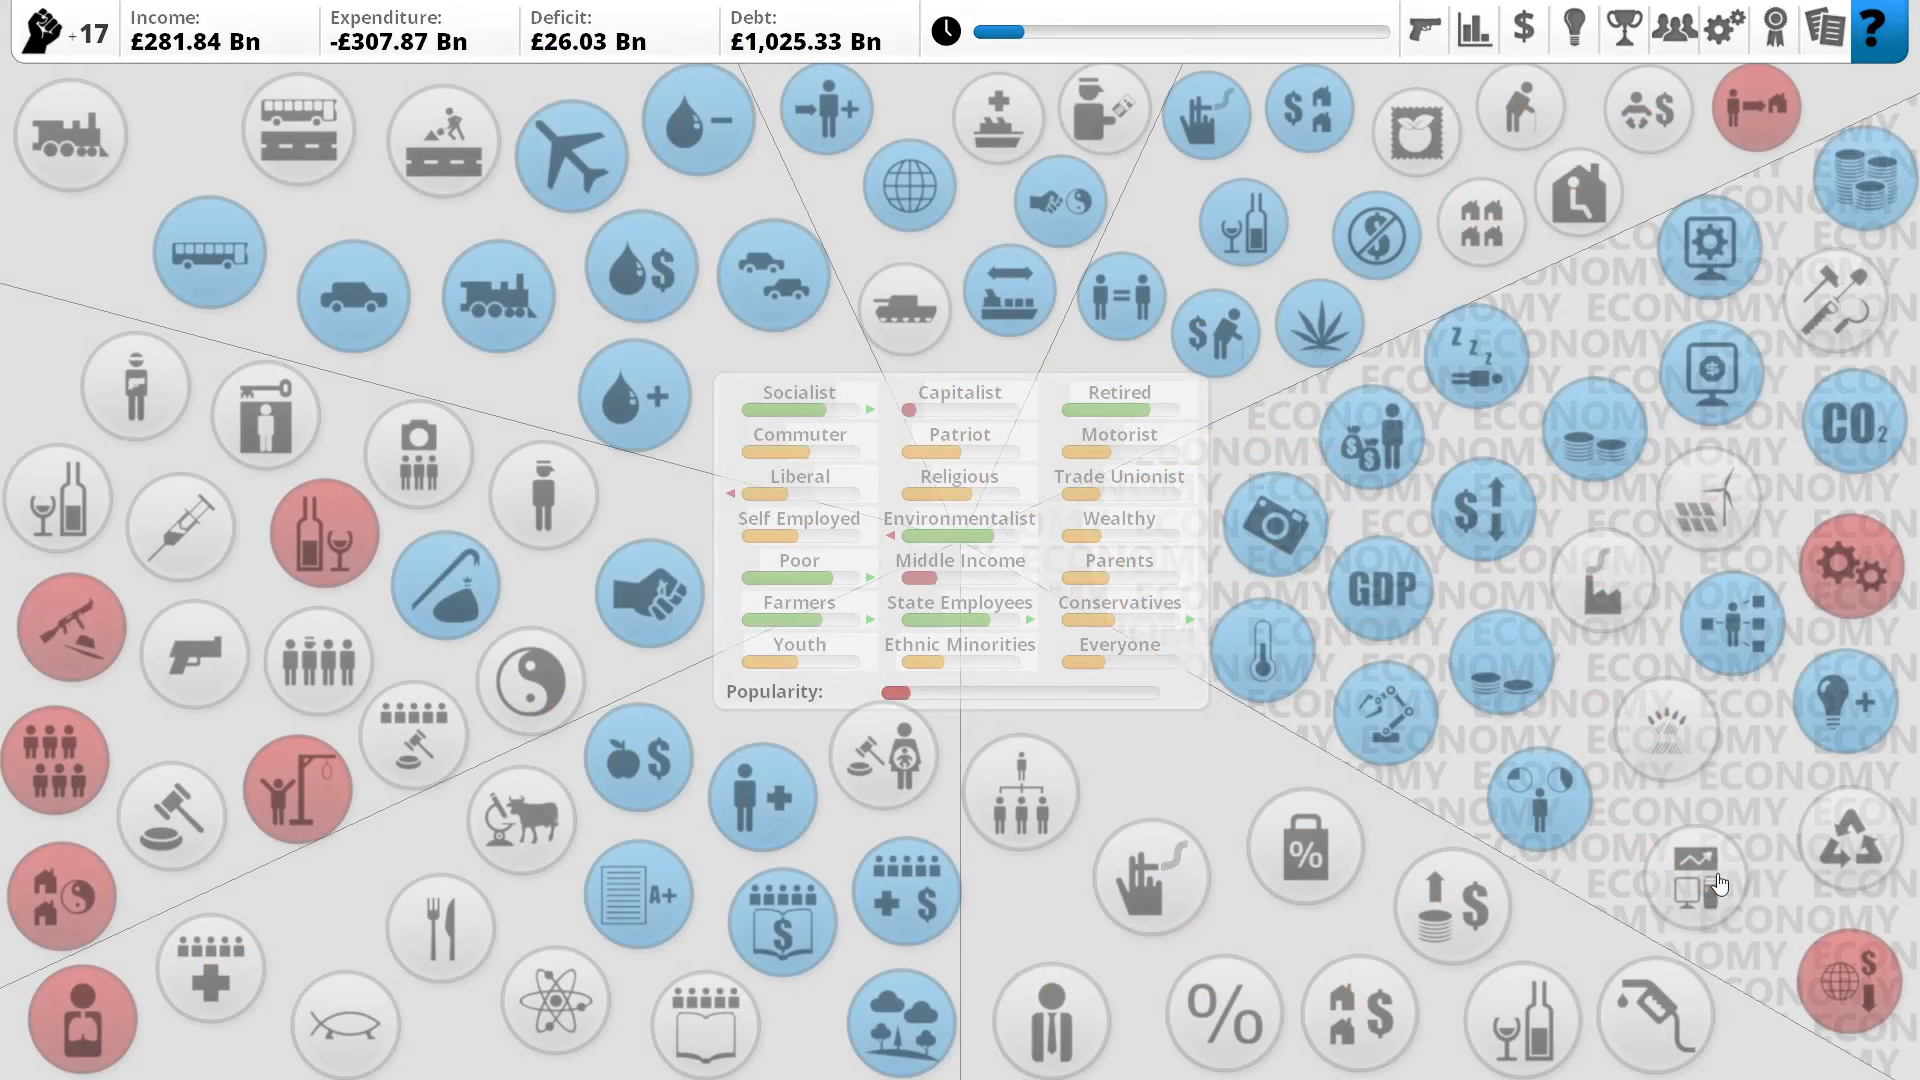 +17
Income:
£281.84 Bn
Expenditure:
-£307.87 Bn
Deficit:
£26.03 Bn
Debt:
£1,025.33 Bn
?
Socialist
Capitalist
Retired
Commuter
Patriot
Motorist
Liberal
Religious
Trade Unionist
Self Employed
Environmentalist
Wealthy
Poor
Middle Income
Parents
Farmers
State Employees
Conservatives
Youth
Ethnic Minorities
Everyone
Popularity:
CO₂
GDP
A+
Z Z Z
%
%
ECONOMY ECONOMY